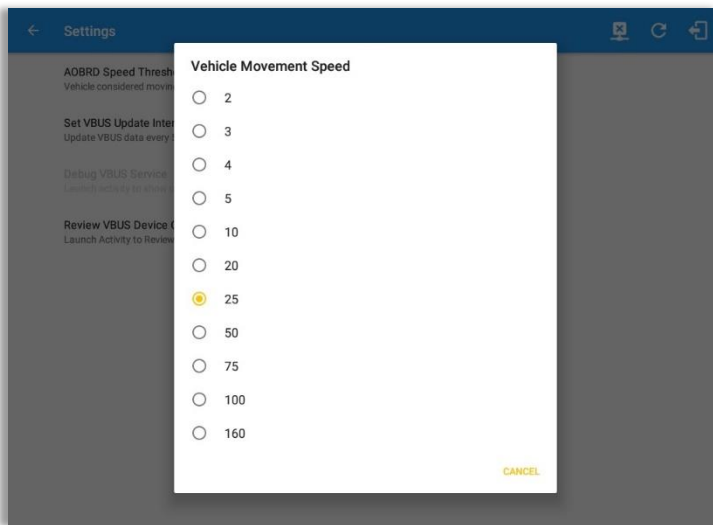 Settings
AOBRD Speed Thresh
Vehicle considered movin
Set VBUS Update Inter
Update VBUS data every
Debug VBUS Service
Launch activity to show
Review VBUS Device
Launch Activity to Review
Vehicle Movement Speed
2
3
4
5
10
20
25
50
75
100
160
CANCEL